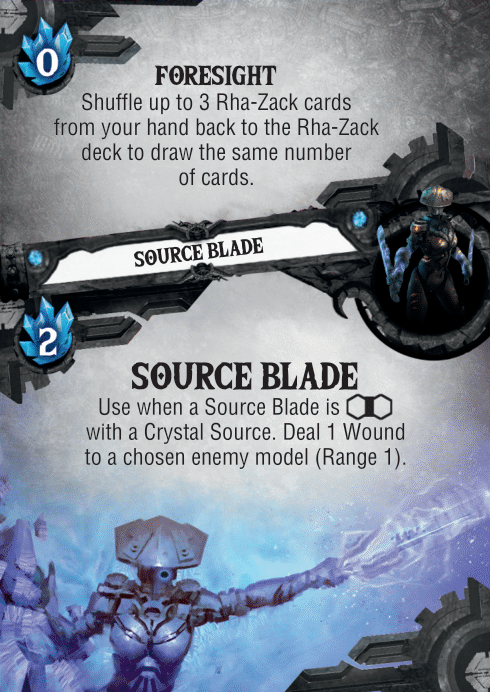 0
FORESIGHT
Shuffle up to 3 Rha-Zack cards
from your hand back to the Rha-Zack
deck to draw the same number
of cards.
SOURCE BLADE
2
SOURCE BLADE
Use when a Source Blade is
with a Crystal Source. Deal 1 Wound
to a chosen enemy model (Range 1).